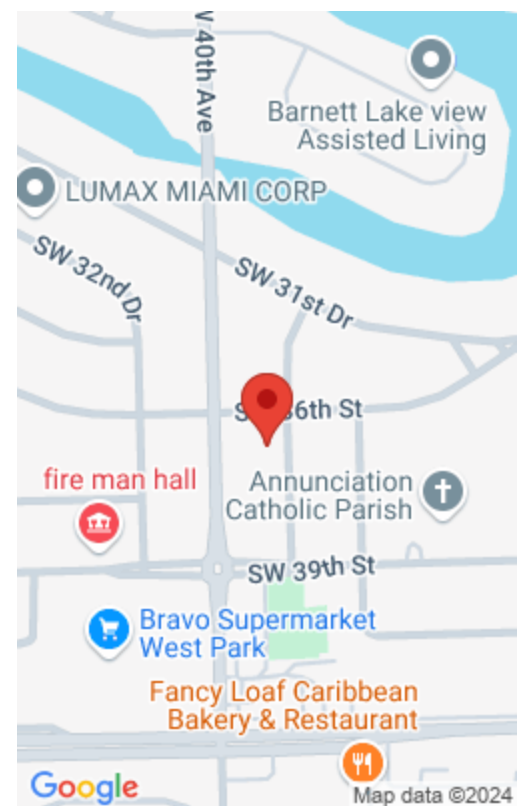 SW 40th Ave
Barnett Lake view
Assisted Living
LUMAX MIAMI CORP
SW 32nd Dr
SW 31st Dr
36th St
fire man hall
Annunciation
Catholic Parish
SW 39th St
Bravo Supermarket
West Park
Fancy Loaf Caribbean
Bakery & Restaurant
Google
Map data ©2024